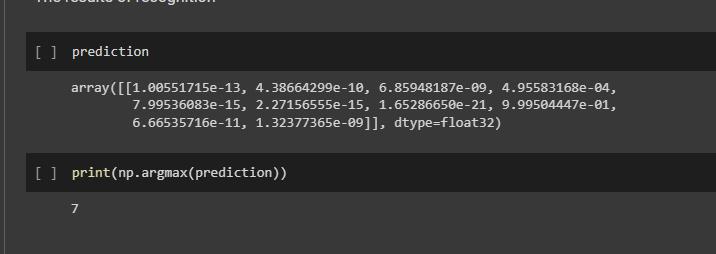 The results of recognition
[ ] prediction
array([[1.00551715e-13, 4.38664299e-10, 6.85948187e-09, 4.95583168e-04,
7.99536083e-15, 2.27156555e-15, 1.65286650e-21, 9.99504447e-01,
6.66535716e-11, 1.32377365e-09]], dtype=float32)
[ ] print(np.argmax(prediction))
7